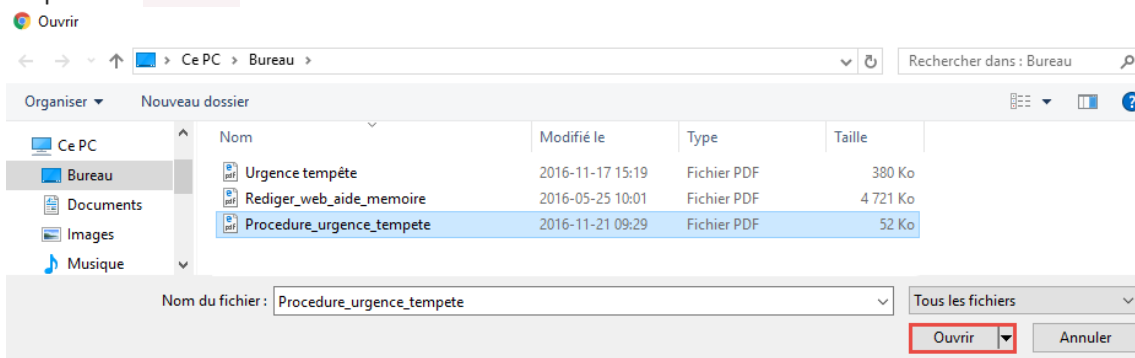 Ouvrir
Ce PC > Bureau >
Rechercher dans : Bureau
Organiser
Nouveau dossier
Nom
Modifié le
Type
Taille
Ce PC
Bureau
Documents
Images
Musique
Urgence tempête 2016-11-17 15:19 Fichier PDF 380 Ko
Rediger_web_aide_memoire 2016-05-25 10:01 Fichier PDF 4 721 Ko
Procedure_urgence_tempete 2016-11-21 09:29 Fichier PDF 52 Ko
Nom du fichier : Procedure_urgence_tempete
Tous les fichiers
Ouvrir
Annuler